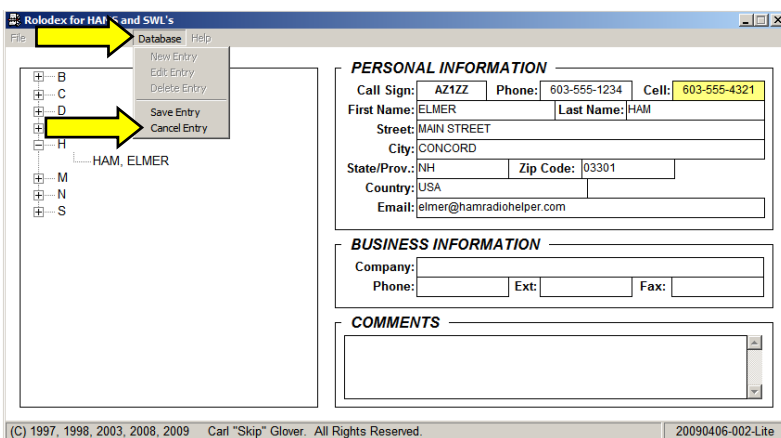 Rolodex for HAM'S and SWL's
File Database Help
New Entry
Edit Entry
Delete Entry
Save Entry
Cancel Entry
B
C
D
H
HAM, ELMER
M
N
S
PERSONAL INFORMATION
Call Sign: AZ1ZZ Phone: 603-555-1234 Cell: 603-555-4321
First Name: ELMER Last Name: HAM
Street: MAIN STREET
City: CONCORD
State/Prov.: NH Zip Code: 03301
Country: USA
Email: elmer@hamradiohelper.com
BUSINESS INFORMATION
Company:
Phone: Ext: Fax:
COMMENTS
(C) 1997, 1998, 2003, 2008, 2009 Carl "Skip" Glover. All Rights Reserved. 20090406-002-Lite